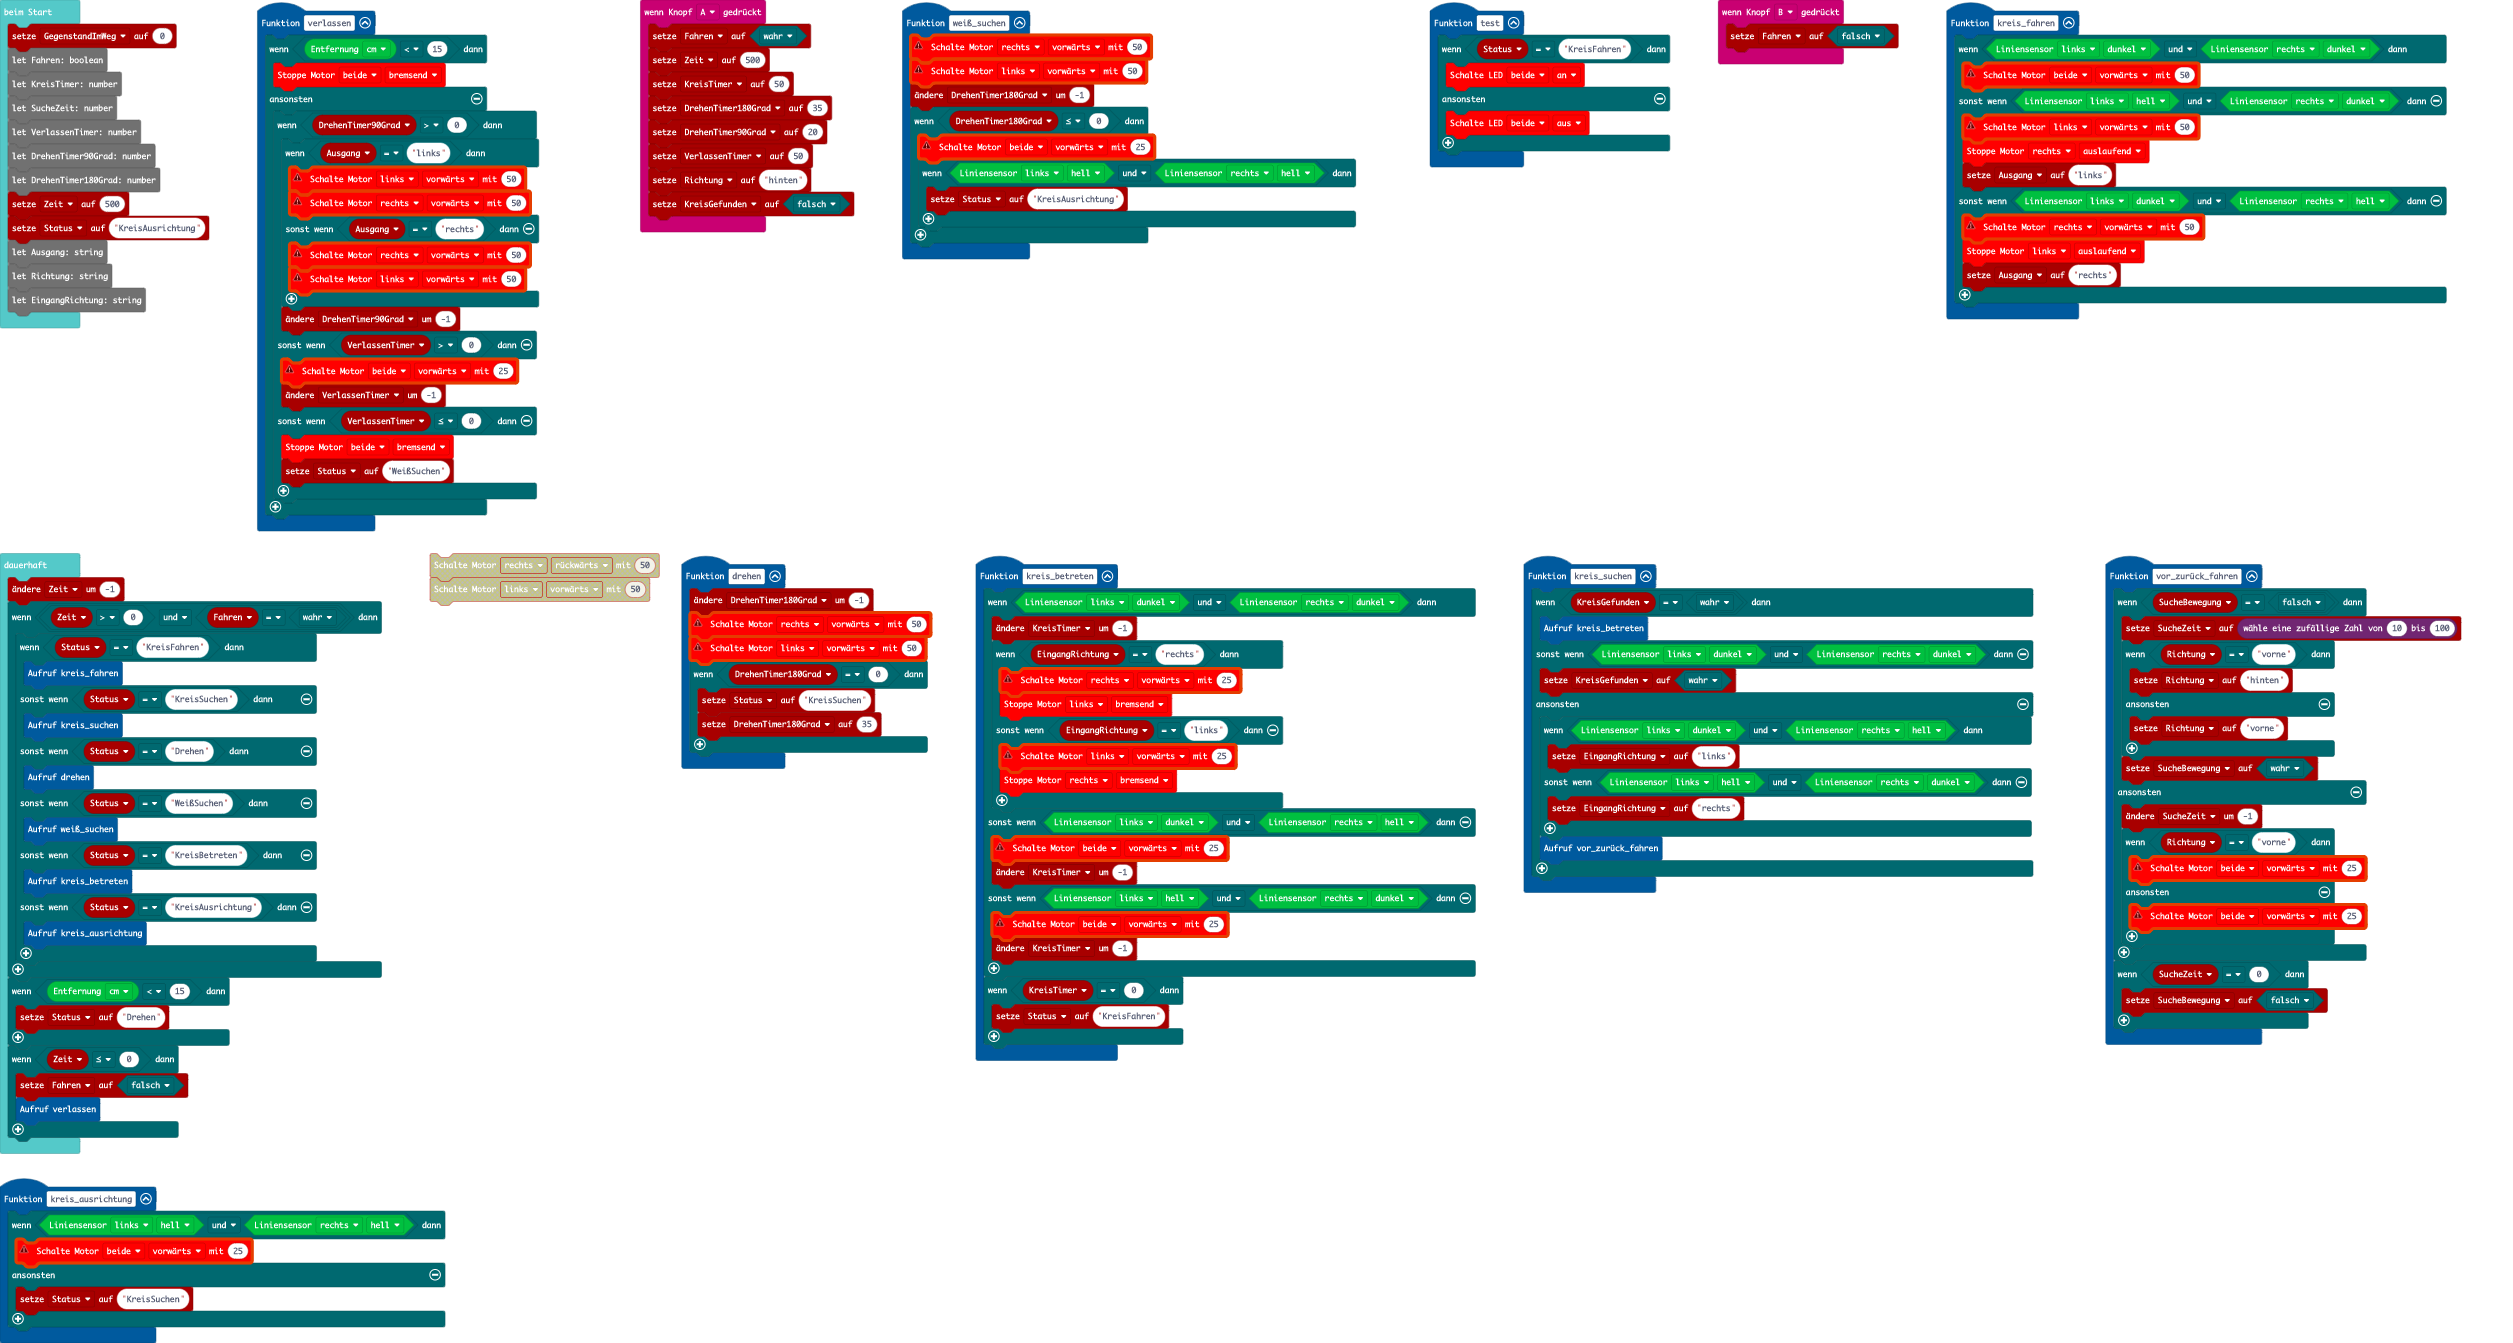 beim Start
setze GegenstandImWeg auf 0
let Fahren: boolean
let KreisTimer: number
let SucheZeit: number
let VerlassenTimer: number
let DrehenTimer90Grad: number
let DrehenTimer180Grad: number
setze Zeit auf 500
setze Status auf "KreisAusrichtung"
let Ausgang: string
let Richtung: string
let EingangRichtung: string
Funktion verlassen
wenn Entfernung cm < 15 dann
Stoppe Motor beide bremsend
ansonsten
wenn DrehenTimer90Grad > 0 dann
wenn Ausgang = "links" dann
Schalte Motor links vorwärts mit 50
Schalte Motor rechts vorwärts mit 50
sonst wenn Ausgang = "rechts" dann
Schalte Motor rechts vorwärts mit 50
Schalte Motor links vorwärts mit 50
ändere DrehenTimer90Grad um -1
sonst wenn VerlassenTimer > 0 dann
Schalte Motor beide vorwärts mit 25
ändere VerlassenTimer um -1
sonst wenn VerlassenTimer ≤ 0 dann
Stoppe Motor beide bremsend
setze Status auf "WeißSuchen"
wenn Knopf A gedrückt
setze Fahren auf wahr
setze Zeit auf 500
setze KreisTimer auf 50
setze DrehenTimer180Grad auf 35
setze DrehenTimer90Grad auf 20
setze VerlassenTimer auf 50
setze Richtung auf "hinten"
setze KreisGefunden auf falsch
Funktion weiß_suchen
Schalte Motor rechts vorwärts mit 50
Schalte Motor links vorwärts mit 50
ändere DrehenTimer180Grad um -1
wenn DrehenTimer180Grad ≤ 0 dann
Schalte Motor beide vorwärts mit 25
wenn Liniensensor links hell und Liniensensor rechts hell dann
setze Status auf "KreisAusrichtung"
Funktion test
wenn Status = "KreisFahren" dann
Schalte LED beide an
ansonsten
Schalte LED beide aus
wenn Knopf B gedrückt
setze Fahren auf falsch
Funktion kreis_fahren
wenn Liniensensor links dunkel und Liniensensor rechts dunkel dann
Schalte Motor beide vorwärts mit 50
sonst wenn Liniensensor links hell und Liniensensor rechts dunkel dann
Schalte Motor links vorwärts mit 50
Stoppe Motor rechts auslaufend
setze Ausgang auf "links"
sonst wenn Liniensensor links dunkel und Liniensensor rechts hell dann
Schalte Motor rechts vorwärts mit 50
Stoppe Motor links auslaufend
setze Ausgang auf "rechts"
dauerhaft
ändere Zeit um -1
wenn Zeit > 0 und Fahren = wahr dann
wenn Status = "KreisFahren" dann
Aufruf kreis_fahren
sonst wenn Status = "KreisSuchen" dann
Aufruf kreis_suchen
sonst wenn Status = "Drehen" dann
Aufruf drehen
sonst wenn Status = "WeißSuchen" dann
Aufruf weiß_suchen
sonst wenn Status = "KreisBetreten" dann
Aufruf kreis_betreten
sonst wenn Status = "KreisAusrichtung" dann
Aufruf kreis_ausrichtung
wenn Entfernung cm < 15 dann
setze Status auf "Drehen"
wenn Zeit ≤ 0 dann
setze Fahren auf falsch
Aufruf verlassen
Schalte Motor rechts rückwärts mit 50
Schalte Motor links vorwärts mit 50
Funktion drehen
ändere DrehenTimer180Grad um -1
Schalte Motor rechts vorwärts mit 50
Schalte Motor links vorwärts mit 50
wenn DrehenTimer180Grad = 0 dann
setze Status auf "KreisSuchen"
setze DrehenTimer180Grad auf 35
Funktion kreis_betreten
wenn Liniensensor links dunkel und Liniensensor rechts dunkel dann
ändere KreisTimer um -1
wenn EingangRichtung = "rechts" dann
Schalte Motor rechts vorwärts mit 25
Stoppe Motor links bremsend
sonst wenn EingangRichtung = "links" dann
Schalte Motor links vorwärts mit 25
Stoppe Motor rechts bremsend
sonst wenn Liniensensor links dunkel und Liniensensor rechts hell dann
Schalte Motor beide vorwärts mit 25
ändere KreisTimer um -1
sonst wenn Liniensensor links hell und Liniensensor rechts dunkel dann
Schalte Motor beide vorwärts mit 25
ändere KreisTimer um -1
wenn KreisTimer = 0 dann
setze Status auf "KreisFahren"
Funktion kreis_suchen
wenn KreisGefunden = wahr dann
Aufruf kreis_betreten
sonst wenn Liniensensor links dunkel und Liniensensor rechts dunkel dann
setze KreisGefunden auf wahr
ansonsten
wenn Liniensensor links dunkel und Liniensensor rechts hell dann
setze EingangRichtung auf "links"
sonst wenn Liniensensor links hell und Liniensensor rechts dunkel dann
setze EingangRichtung auf "rechts"
Aufruf vor_zurück_fahren
Funktion vor_zurück_fahren
wenn SucheBewegung = falsch dann
setze SucheZeit auf wähle eine zufällige Zahl von 10 bis 100
wenn Richtung = "vorne" dann
setze Richtung auf "hinten"
ansonsten
setze Richtung auf "vorne"
setze SucheBewegung auf wahr
ansonsten
ändere SucheZeit um -1
wenn Richtung = "vorne" dann
Schalte Motor beide vorwärts mit 25
ansonsten
Schalte Motor beide vorwärts mit 25
wenn SucheZeit = 0 dann
setze SucheBewegung auf falsch
Funktion kreis_ausrichtung
wenn Liniensensor links hell und Liniensensor rechts hell dann
Schalte Motor beide vorwärts mit 25
ansonsten
setze Status auf "KreisSuchen"